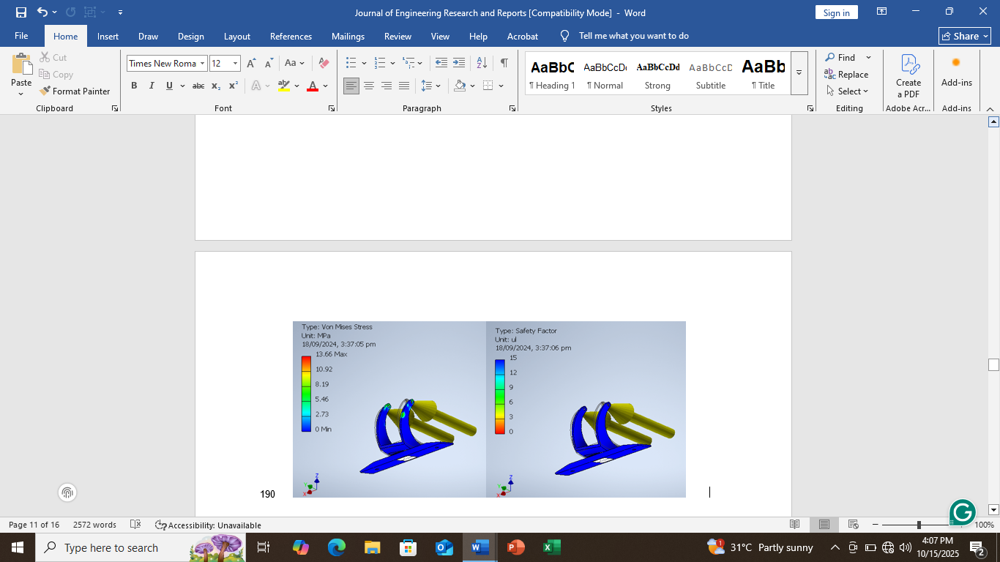 Journal of Engineering Research and Reports [Compatibility Mode] - Word
Sign in
File Home Insert Draw Design Layout References Mailings Review View Help Acrobat Tell me what you want to do
Share
Paste
Cut
Copy
Format Painter
Clipboard
Times New Roma 12
Aa
B I U abc x₂ x²
A A
Font
Paragraph
AaBbC AaBbCcDc AaBbCcDd AaBbCcD AaBb
¶ Heading 1 ¶ Normal Strong Subtitle ¶ Title
Styles
Find
Replace
Select
Editing
Create
a PDF
Adobe Acr...
Add-ins
Add-ins
Type: Von Mises Stress
Unit: MPa
18/09/2024, 3:37:05 pm
13.66 Max
10.92
8.19
5.46
2.73
0 Min
Z
Y
X
Type: Safety Factor
Unit: ul
18/09/2024, 3:37:06 pm
15
12
9
6
3
0
Z
Y
X
190
Page 11 of 16 2572 words Accessibility: Unavailable
100%
Type here to search
31°C Partly sunny
4:07 PM
10/15/2025
2